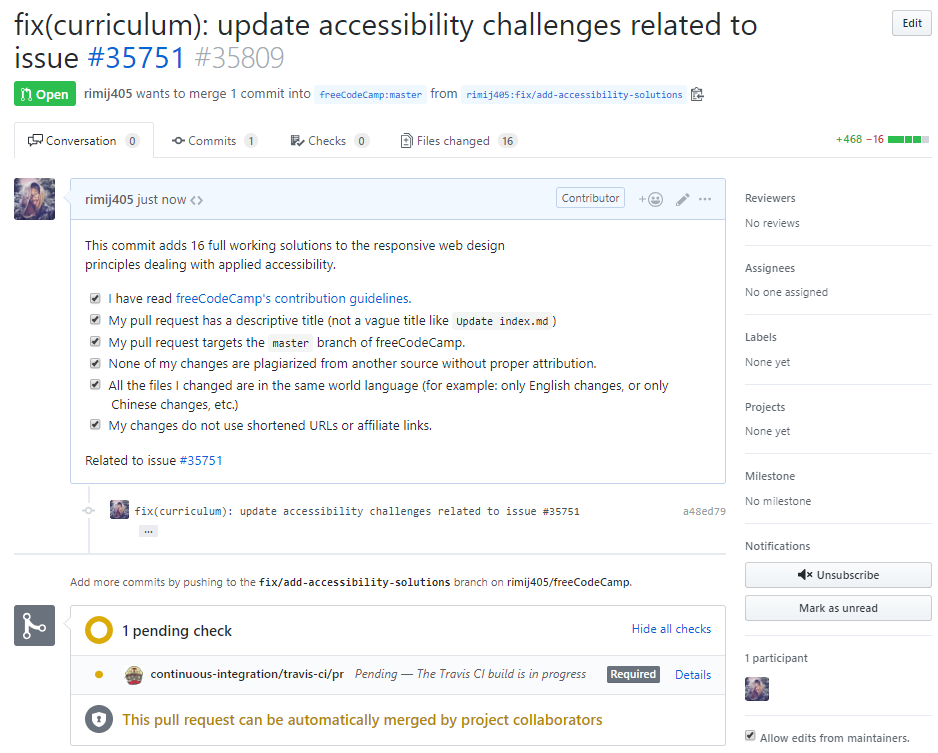 fix(curriculum): update accessibility challenges related to
issue #35751 #35809
Edit
Open rimij405 wants to merge 1 commit into freeCodeCamp:master from rimij405:fix/add-accessibility-solutions
Conversation 0 Commits 1 Checks 0 Files changed 16
+468 −16
rimij405 just now
Contributor
This commit adds 16 full working solutions to the responsive web design
principles dealing with applied accessibility.
I have read freeCodeCamp's contribution guidelines.
My pull request has a descriptive title (not a vague title like Update index.md )
My pull request targets the master branch of freeCodeCamp.
None of my changes are plagiarized from another source without proper attribution.
All the files I changed are in the same world language (for example: only English changes, or only
Chinese changes, etc.)
My changes do not use shortened URLs or affiliate links.
Related to issue #35751
fix(curriculum): update accessibility challenges related to issue #35751 a48ed79
...
Add more commits by pushing to the fix/add-accessibility-solutions branch on rimij405/freeCodeCamp.
1 pending check
Hide all checks
continuous-integration/travis-ci/pr Pending — The Travis CI build is in progress Required Details
This pull request can be automatically merged by project collaborators
Reviewers
No reviews
Assignees
No one assigned
Labels
None yet
Projects
None yet
Milestone
No milestone
Notifications
Unsubscribe
Mark as unread
1 participant
Allow edits from maintainers.